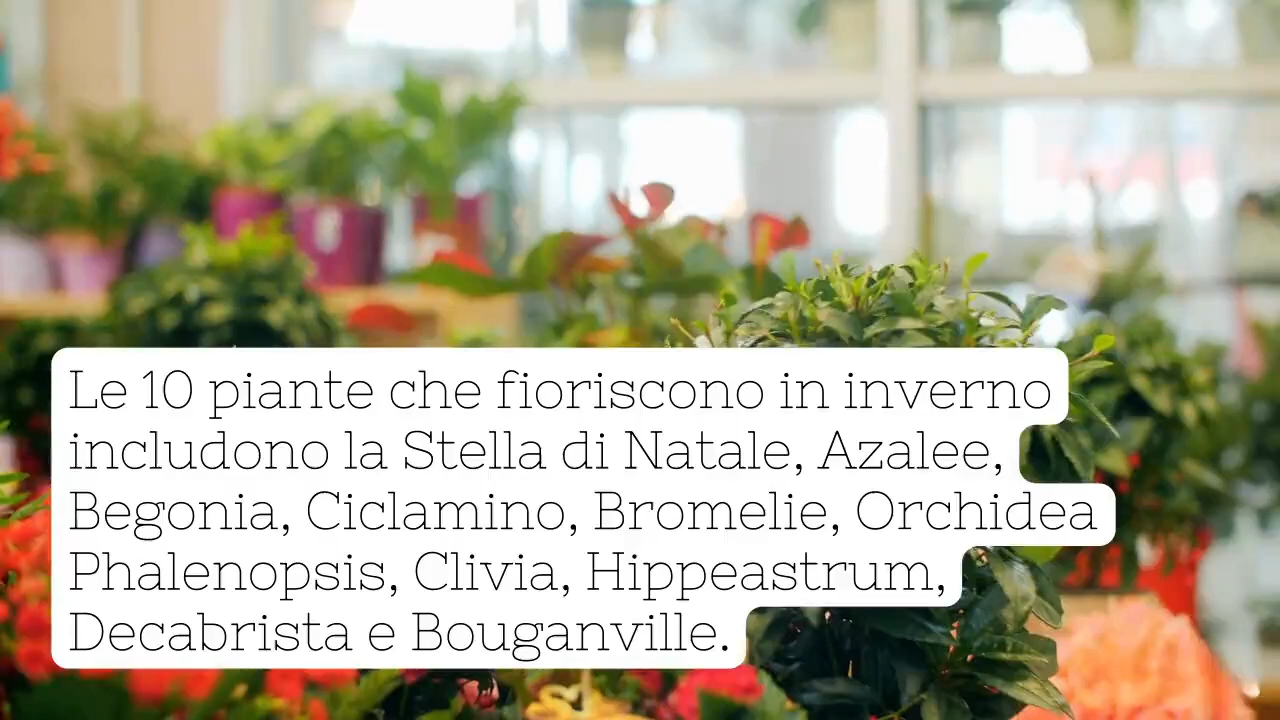 Le 10 piante che fioriscono in inverno
includono la Stella di Natale, Azalee,
Begonia, Ciclamino, Bromelie, Orchidea
Phalenopsis, Clivia, Hippeastrum,
Decabrista e Bouganville.